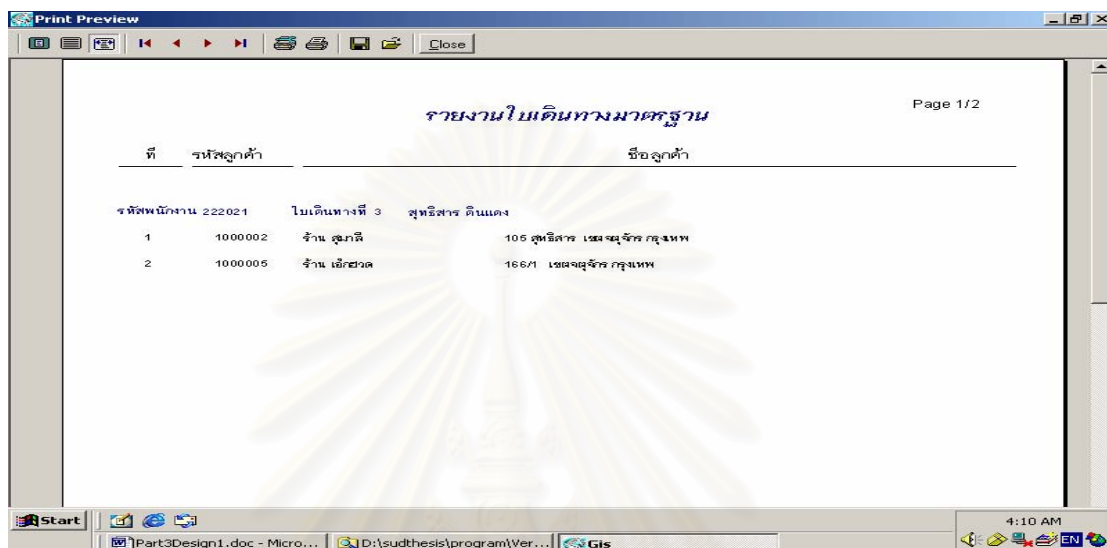 Print Preview
Close
รายงานใบเดินทางมาตรฐาน
Page 1/2
ที่ รหัสลูกค้า ชื่อลูกค้า
รหัสพนักงาน 222021 ใบเดินทางที่ 3 สุทธิสาร ดินแดง
1 1000002 ร้าน สุมาลี 105 สุทธิสาร เขตจตุจักร กรุงเทพ
2 1000005 ร้าน เอ็กฮวด 166/1 เขตจตุจักร กรุงเทพ
Start
4:10 AM
Part3Design1.doc - Micro... D:\sudthesis\program\Ver... Gis
EN